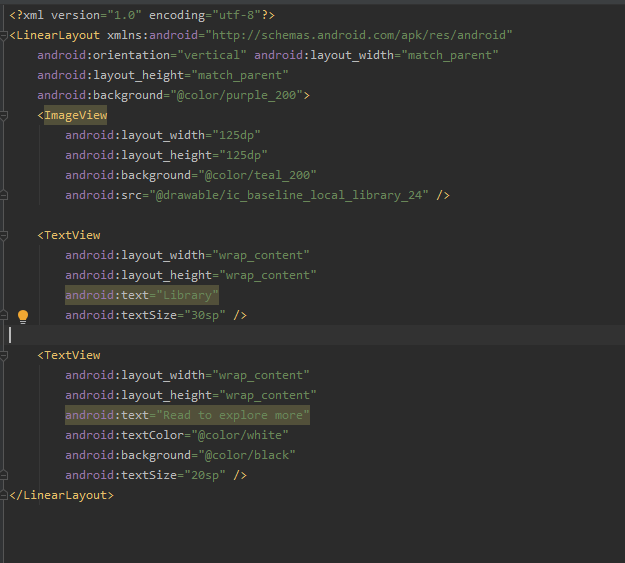 <?xml version="1.0" encoding="utf-8"?>
<LinearLayout xmlns:android="http://schemas.android.com/apk/res/android"
    android:orientation="vertical" android:layout_width="match_parent"
    android:layout_height="match_parent"
    android:background="@color/purple_200">
    <ImageView
        android:layout_width="125dp"
        android:layout_height="125dp"
        android:background="@color/teal_200"
        android:src="@drawable/ic_baseline_local_library_24" />

    <TextView
        android:layout_width="wrap_content"
        android:layout_height="wrap_content"
        android:text="Library"
        android:textSize="30sp" />

    <TextView
        android:layout_width="wrap_content"
        android:layout_height="wrap_content"
        android:text="Read to explore more"
        android:textColor="@color/white"
        android:background="@color/black"
        android:textSize="20sp" />
</LinearLayout>